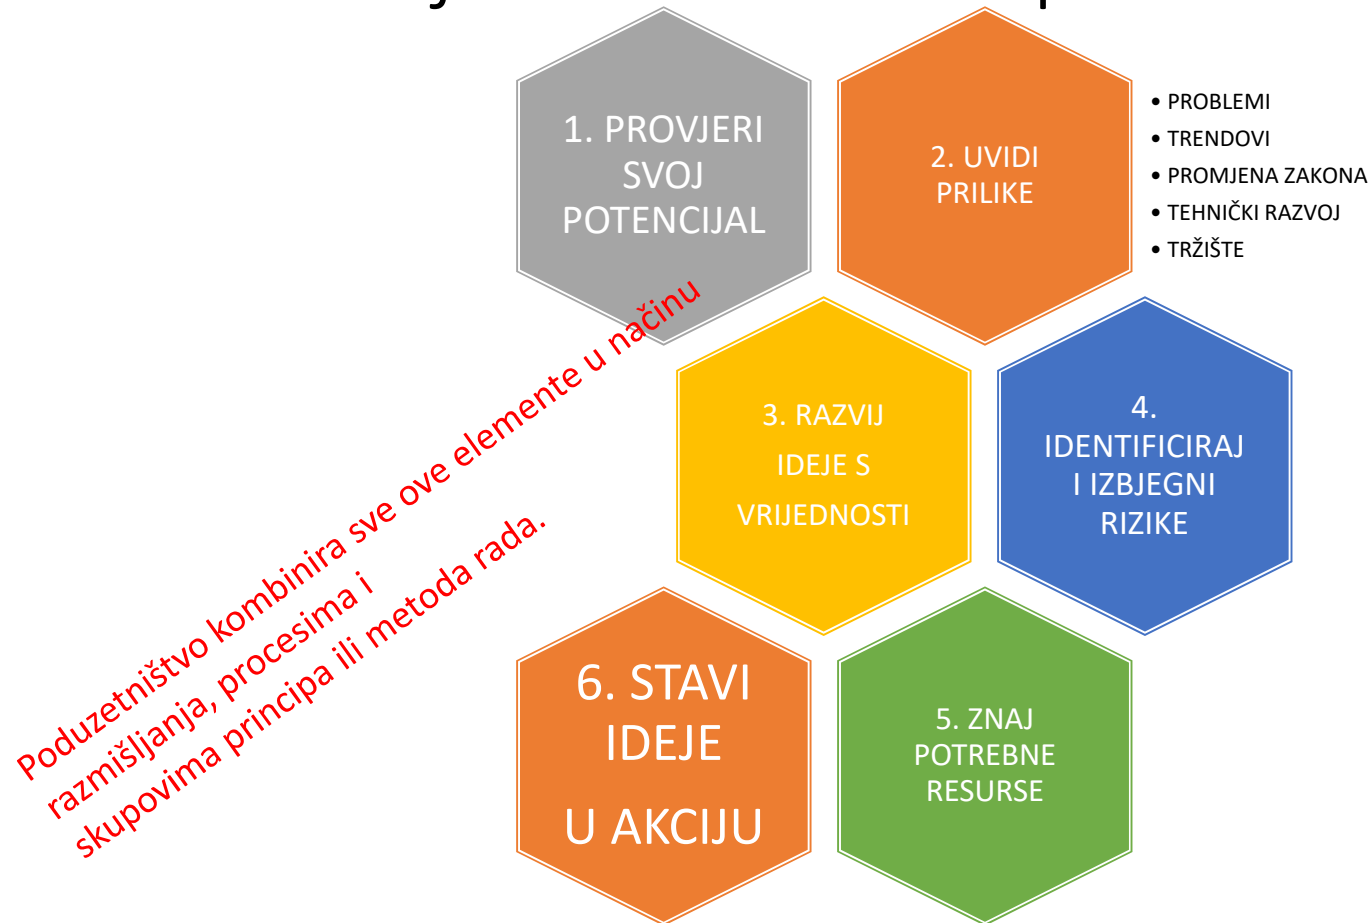 1. PROVJERI
SVOJ
POTENCIJAL
2. UVIDI
PRILIKE
• PROBLEMI
• TRENDOVI
• PROMJENA ZAKONA
• TEHNIČKI RAZVOJ
• TRŽIŠTE
3. RAZVIJ
IDEJE S
VRIJEDNOSTI
4.
IDENTIFICIRAJ
I IZBJEGNI
RIZIKE
Poduzetništvo kombinira sve ove elemente u načinu
razmišljanja, procesima i
skupovima principa ili metoda rada.
6. STAVI
IDEJE
U AKCIJU
5. ZNAJ
POTREBNE
RESURSE